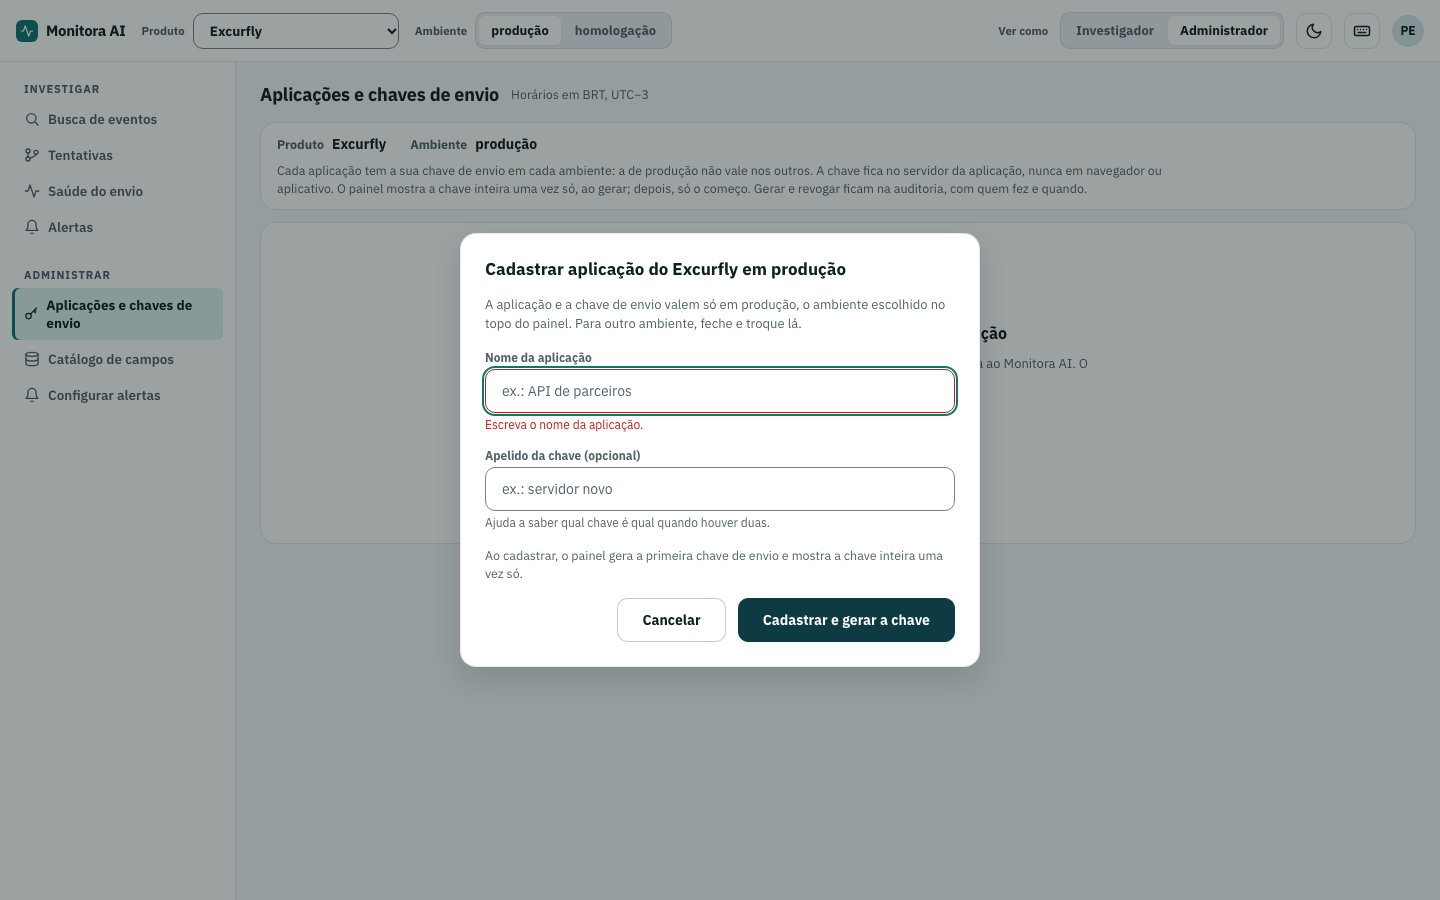 Monitora AI
Produto
Excurfly
Ambiente
produção
homologação
Ver como
Investigador
Administrador
PE
INVESTIGAR
Busca de eventos
Tentativas
Saúde do envio
Alertas
ADMINISTRAR
Aplicações e chaves de
envio
Catálogo de campos
Configurar alertas
Aplicações e chaves de envio
Horários em BRT, UTC−3
Produto Excurfly Ambiente produção
Cada aplicação tem a sua chave de envio em cada ambiente: a de produção não vale nos outros. A chave fica no servidor da aplicação, nunca em navegador ou
aplicativo. O painel mostra a chave inteira uma vez só, ao gerar; depois, só o começo. Gerar e revogar ficam na auditoria, com quem fez e quando.
ao Monitora AI. O
Cadastrar aplicação do Excurfly em produção
A aplicação e a chave de envio valem só em produção, o ambiente escolhido no
topo do painel. Para outro ambiente, feche e troque lá.
Nome da aplicação
ex.: API de parceiros
Escreva o nome da aplicação.
Apelido da chave (opcional)
ex.: servidor novo
Ajuda a saber qual chave é qual quando houver duas.
Ao cadastrar, o painel gera a primeira chave de envio e mostra a chave inteira uma
vez só.
Cancelar
Cadastrar e gerar a chave